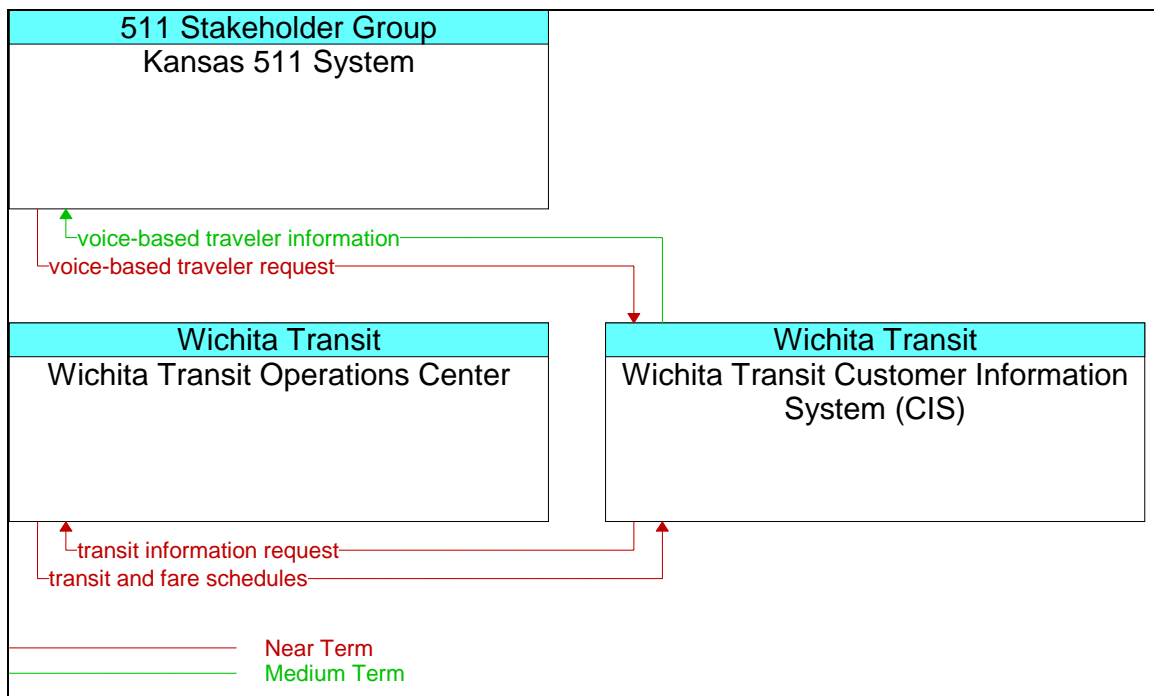 511 Stakeholder Group
Kansas 511 System
voice-based traveler information
voice-based traveler request
Wichita Transit
Wichita Transit Operations Center
Wichita Transit
Wichita Transit Customer Information
System (CIS)
transit information request
transit and fare schedules
Near Term
Medium Term